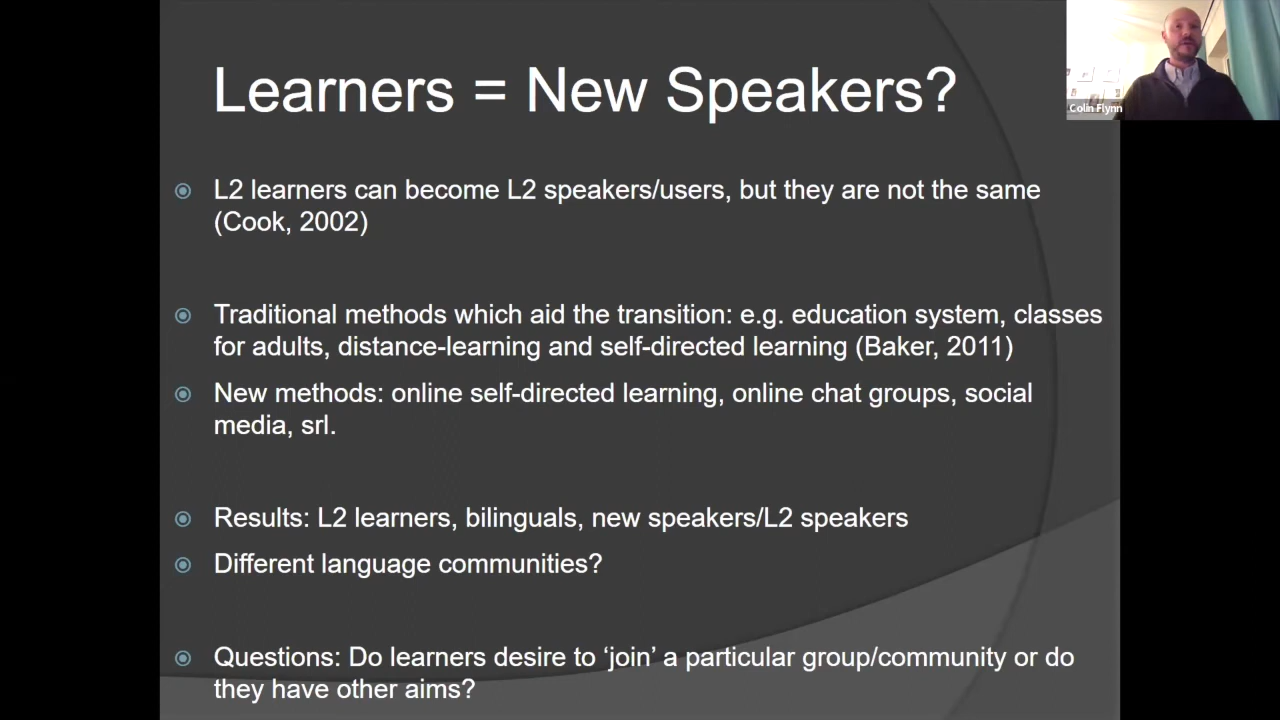 Learners = New Speakers?
Colin Flynn
L2 learners can become L2 speakers/users, but they are not the same
(Cook, 2002)
Traditional methods which aid the transition: e.g. education system, classes
for adults, distance-learning and self-directed learning (Baker, 2011)
New methods: online self-directed learning, online chat groups, social
media, srl.
Results: L2 learners, bilinguals, new speakers/L2 speakers
Different language communities?
Questions: Do learners desire to ‘join’ a particular group/community or do
they have other aims?